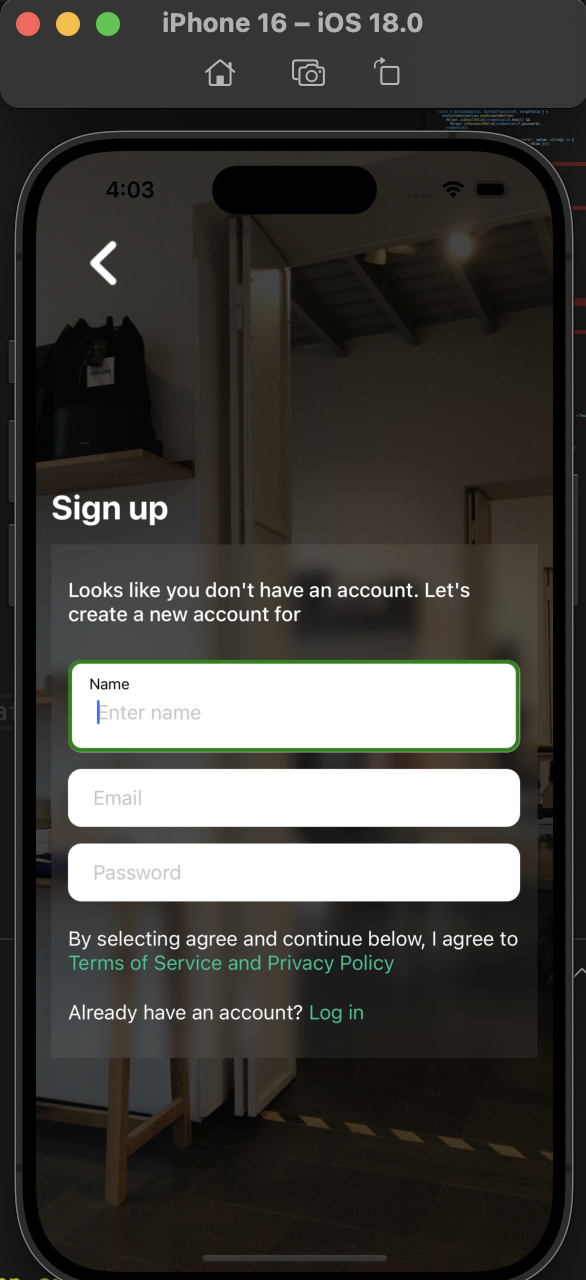 iPhone 16 – iOS 18.0
4:03
Sign up
Looks like you don't have an account. Let's
create a new account for
Name
Enter name
Email
Password
By selecting agree and continue below, I agree to
Terms of Service and Privacy Policy
Already have an account? Log in